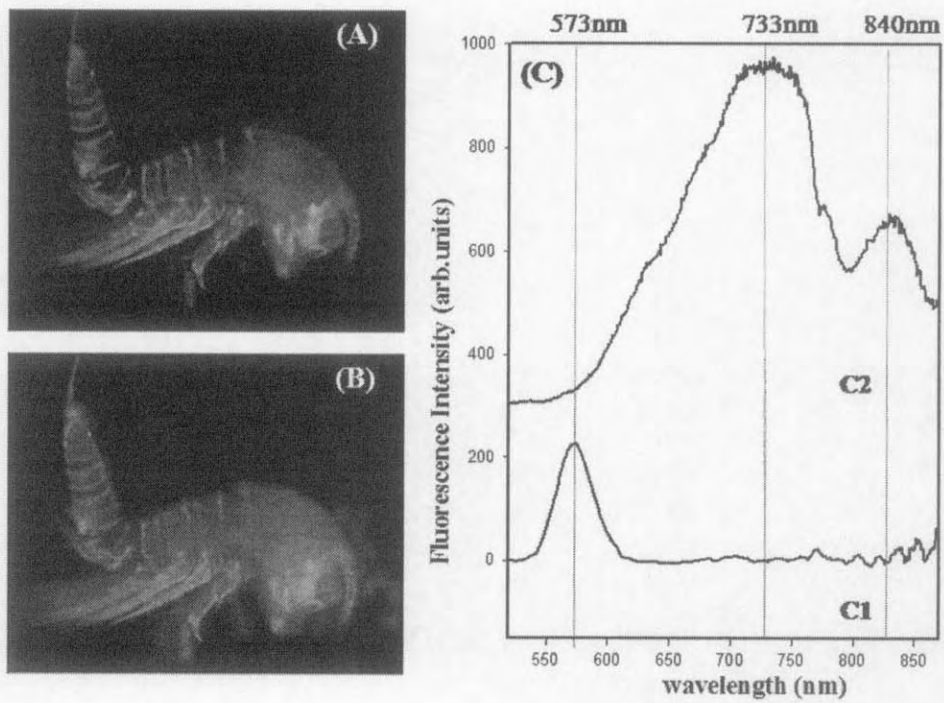 (A)
(B)
573nm 733nm 840nm
(C)
1000
800
600
400
200
0
Fluorescence Intensity (arb.units)
C2
C1
550 600 650 700 750 800 850
wavelength (nm)